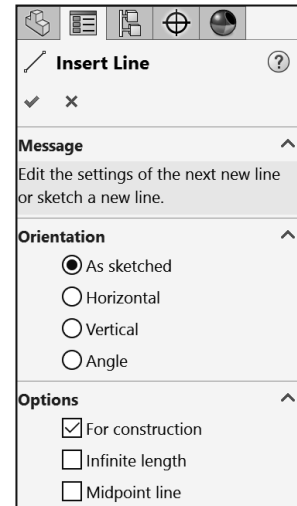 Insert Line
?
Message
Edit the settings of the next new line
or sketch a new line.
Orientation
As sketched
Horizontal
Vertical
Angle
Options
For construction
Infinite length
Midpoint line